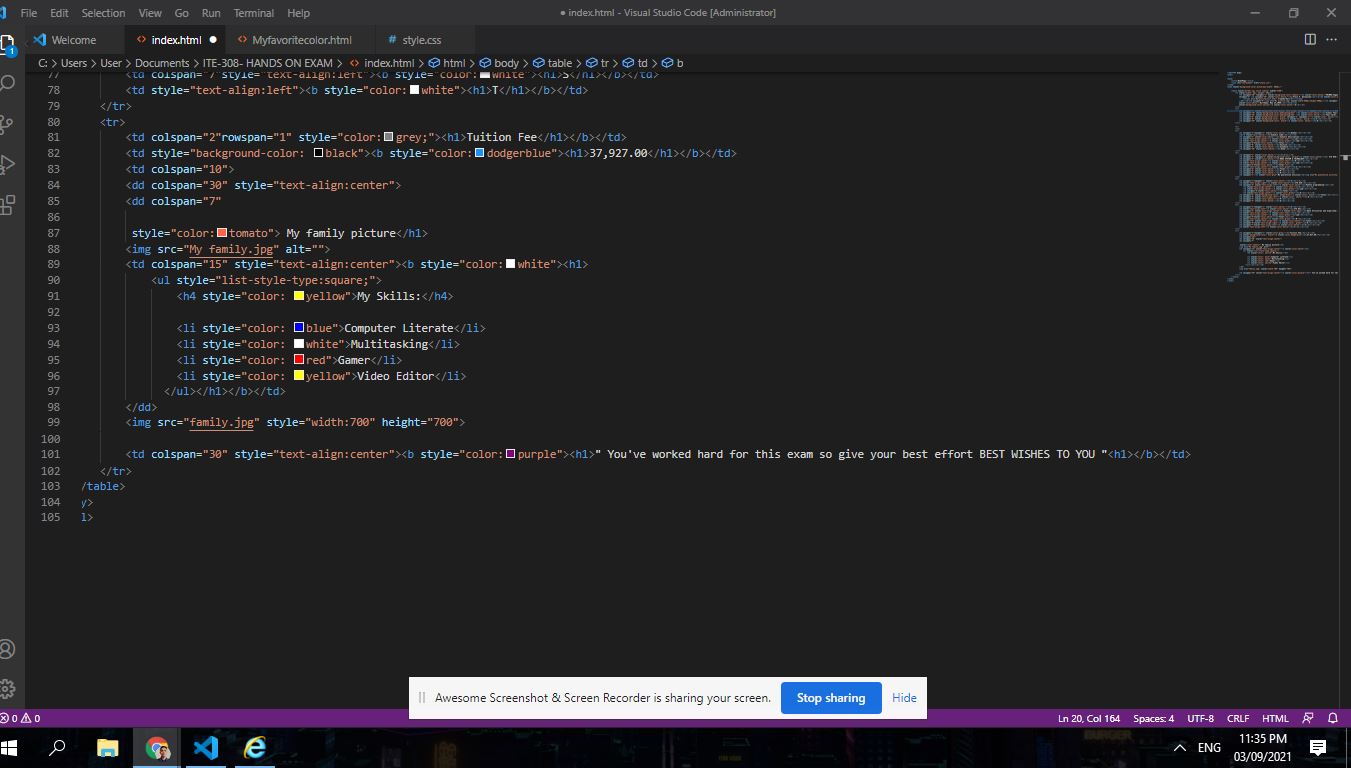 File Edit Selection View Go Run Terminal Help
● index.html - Visual Studio Code [Administrator]
Welcome
index.html
Myfavoritecolor.html
style.css
C: > Users > User > Documents > ITE-308- HANDS ON EXAM > index.html > html > body > table > tr > td > b
77 <td colspan="7"style="text-align:left"><b style="color:white"><h1>S</h1></b></td>
78 <td style="text-align:left"><b style="color:white"><h1>T</h1></b></td>
79 </tr>
80 <tr>
81 <td colspan="2"rowspan="1" style="color:grey;"><h1>Tuition Fee</h1></b></td>
82 <td style="background-color: black"><b style="color:dodgerblue"><h1>37,927.00</h1></b></td>
83 <td colspan="10">
84 <dd colspan="30" style="text-align:center">
85 <dd colspan="7"
86
87 style="color:tomato"> My family picture</h1>
88 <img src="My family.jpg" alt="">
89 <td colspan="15" style="text-align:center"><b style="color:white"><h1>
90 <ul style="list-style-type:square;">
91 <h4 style="color: yellow">My Skills:</h4>
92
93 <li style="color: blue">Computer Literate</li>
94 <li style="color: white">Multitasking</li>
95 <li style="color: red">Gamer</li>
96 <li style="color: yellow">Video Editor</li>
97 </ul></h1></b></td>
98 </dd>
99 <img src="family.jpg" style="width:700" height="700">
100
101 <td colspan="30" style="text-align:center"><b style="color:purple"><h1>" You've worked hard for this exam so give your best effort BEST WISHES TO YOU "<h1></b></td>
102 </tr>
103 /table>
104 y>
105 l>
Awesome Screenshot & Screen Recorder is sharing your screen.
Stop sharing
Hide
0 0
Ln 20, Col 164 Spaces: 4 UTF-8 CRLF HTML
1
ENG
11:35 PM
03/09/2021